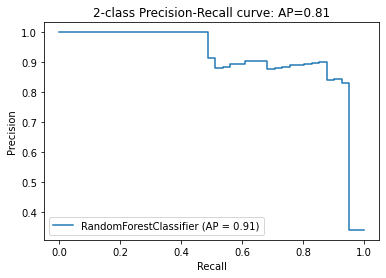 2-class Precision-Recall curve: AP=0.81
1.0
0.9
0.8
0.7
0.6
0.5
0.4
Precision
RandomForestClassifier (AP = 0.91)
0.0 0.2 0.4 0.6 0.8 1.0
Recall